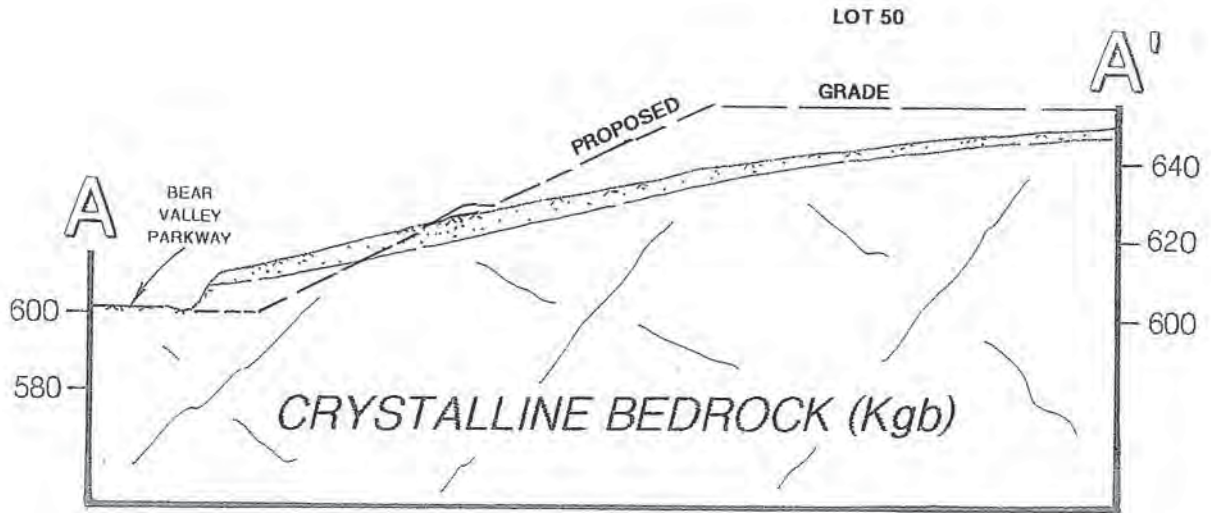 LOT 50
A
A'
PROPOSED
GRADE
BEAR
VALLEY
PARKWAY
640
620
600
600
580
CRYSTALLINE BEDROCK (Kgb)